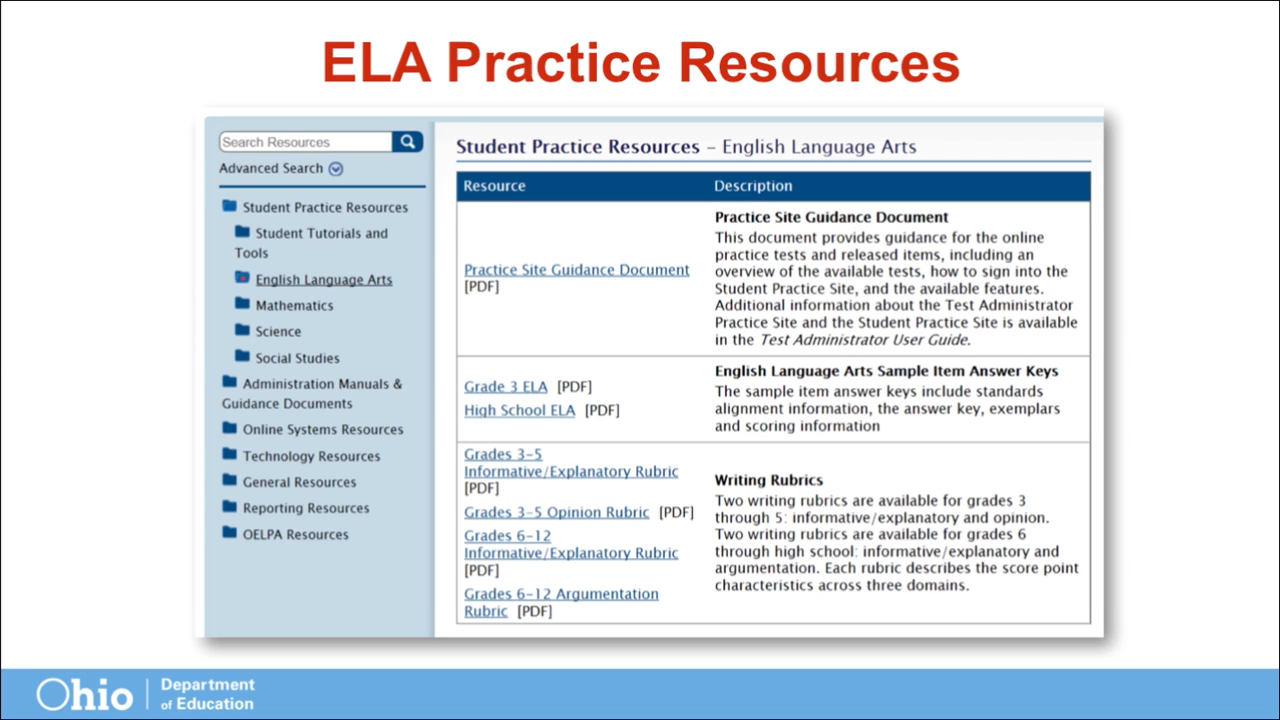 ELA Practice Resources
Search Resources
Advanced Search
Student Practice Resources
Student Tutorials and
Tools
English Language Arts
Mathematics
Science
Social Studies
Administration Manuals &
Guidance Documents
Online Systems Resources
Technology Resources
General Resources
Reporting Resources
OELPA Resources
Student Practice Resources – English Language Arts
Resource Description
Practice Site Guidance Document
[PDF]
Practice Site Guidance Document
This document provides guidance for the online
practice tests and released items, including an
overview of the available tests, how to sign into the
Student Practice Site, and the available features.
Additional information about the Test Administrator
Practice Site and the Student Practice Site is available
in the Test Administrator User Guide.
Grade 3 ELA [PDF]
High School ELA [PDF]
English Language Arts Sample Item Answer Keys
The sample item answer keys include standards
alignment information, the answer key, exemplars
and scoring information
Grades 3–5
Informative/Explanatory Rubric
[PDF]
Grades 3–5 Opinion Rubric [PDF]
Grades 6–12
Informative/Explanatory Rubric
[PDF]
Grades 6–12 Argumentation
Rubric [PDF]
Writing Rubrics
Two writing rubrics are available for grades 3
through 5: informative/explanatory and opinion.
Two writing rubrics are available for grades 6
through high school: informative/explanatory and
argumentation. Each rubric describes the score point
characteristics across three domains.
Ohio
Department
of Education